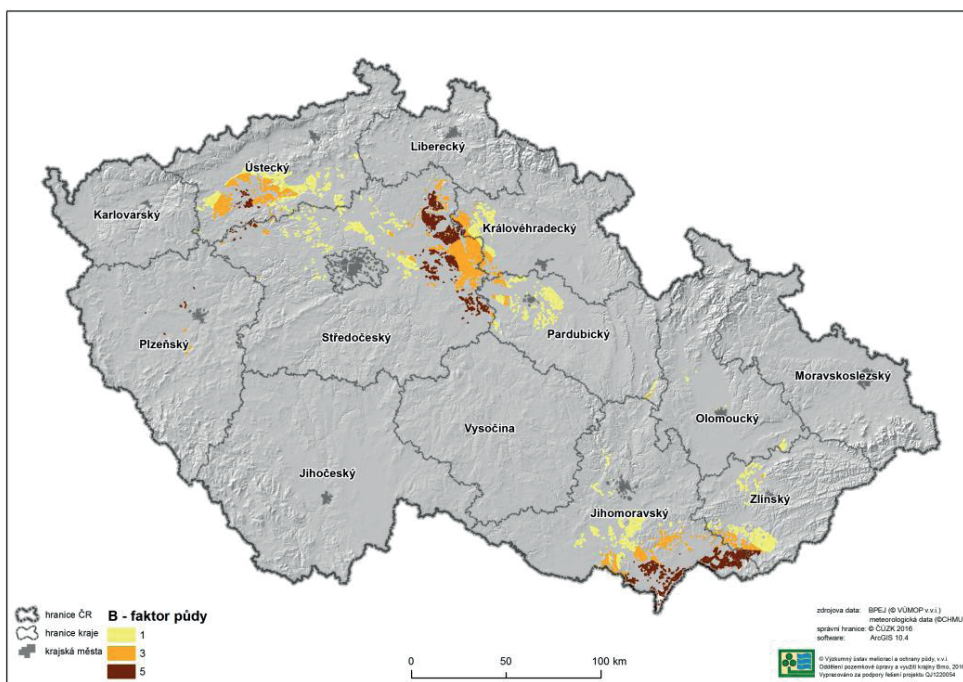 Liberecký
Ústecký
Karlovarský
Královéhradecký
Středočeský
Pardubický
Plzeňský
Moravskoslezský
Olomoucký
Vysočina
Jihočeský
Zlínský
Jihomoravský
hranice ČR
hranice kraje
krajská města
B - faktor půdy
1
3
5
0 50 100 km
zdrojova data: BPEJ (© VÚMOP v.v.i.)
meteorologická data (©CHMU
správní hranice: © ČÚZK 2016
software: ArcGIS 10.4
© Výzkumný ústav meliorací a ochrany půdy, v.v.i.
Oddělení pozemkové úpravy a využití krajiny Brno, 201
Vypracováno za podpory řešení projektu QJ1220054